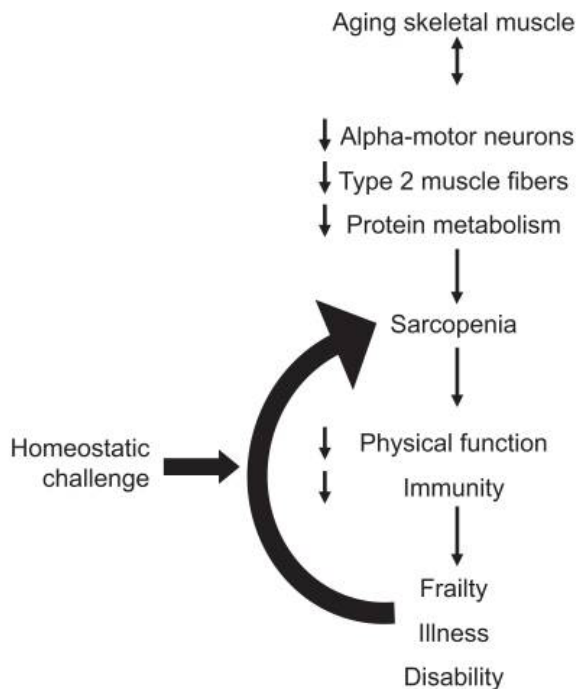 Aging skeletal muscle
Alpha-motor neurons
Type 2 muscle fibers
Protein metabolism
Sarcopenia
Homeostatic
challenge
Physical function
Immunity
Frailty
Illness
Disability